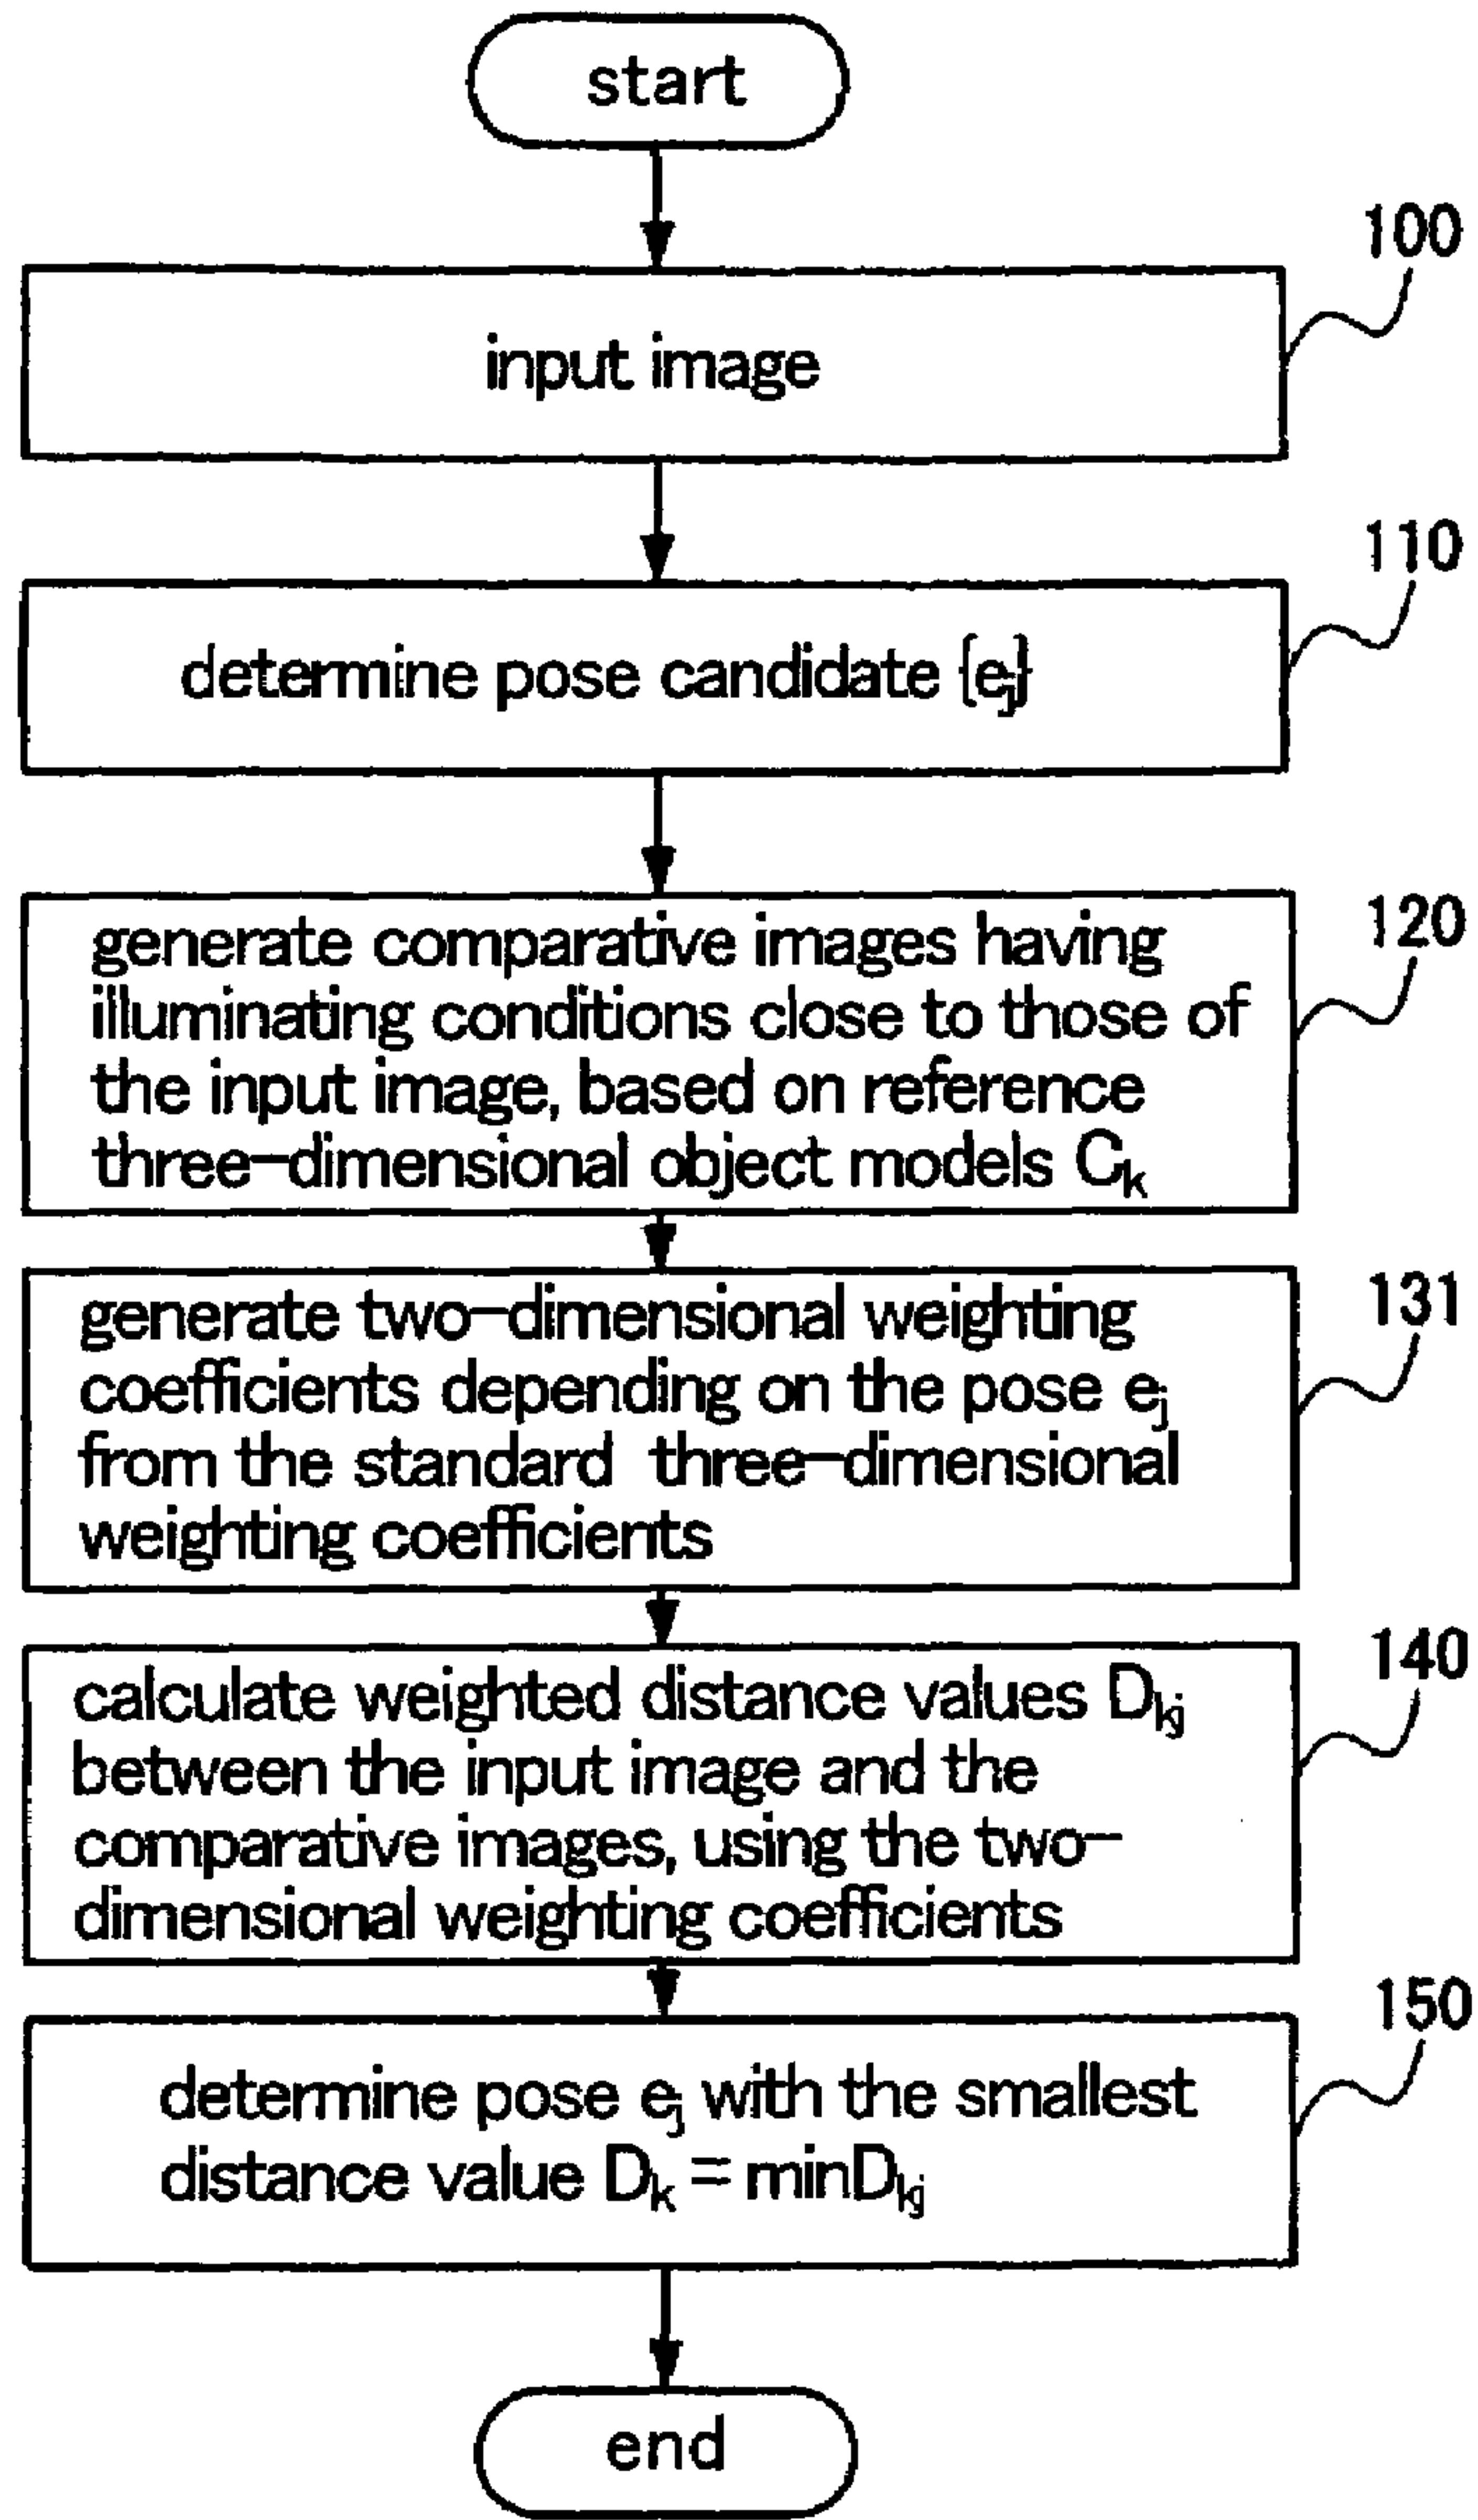 start
100
input image
110
determine pose candidate {ej}
120
generate comparative images having
illuminating conditions close to those of
the input image, based on reference
three-dimensional object models Ck
131
generate two-dimensional weighting
coefficients depending on the pose ej
from the standard three-dimensional
weighting coefficients
140
calculate weighted distance values Dkj
between the input image and the
comparative images, using the two-
dimensional weighting coefficients
150
determine pose ej with the smallest
distance value Dk = minDkj
end